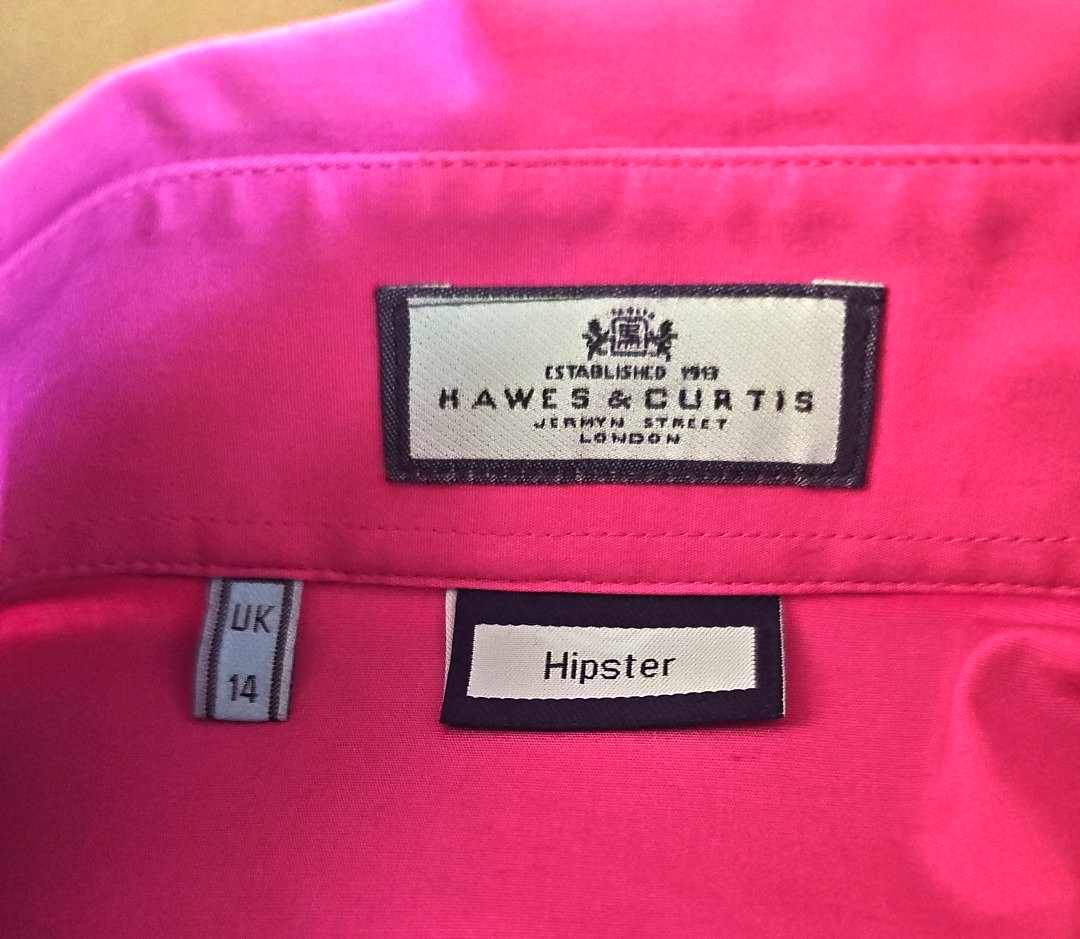 ESTABLISHED 1913
HAWES & CURTIS
JERMYN STREET
LONDON
UK
14
Hipster